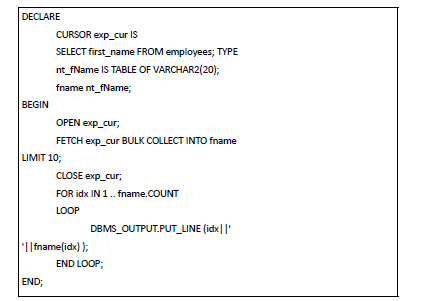 DECLARE
CURSOR exp_cur IS
SELECT first_name FROM employees; TYPE
nt_fName IS TABLE OF VARCHAR2(20);
fname nt_fName;
BEGIN
OPEN exp_cur;
FETCH exp_cur BULK COLLECT INTO fname
LIMIT 10;
CLOSE exp_cur;
FOR idx IN 1 .. fname.COUNT
LOOP
DBMS_OUTPUT.PUT_LINE (idx||'
'||fname(idx) );
END LOOP;
END;